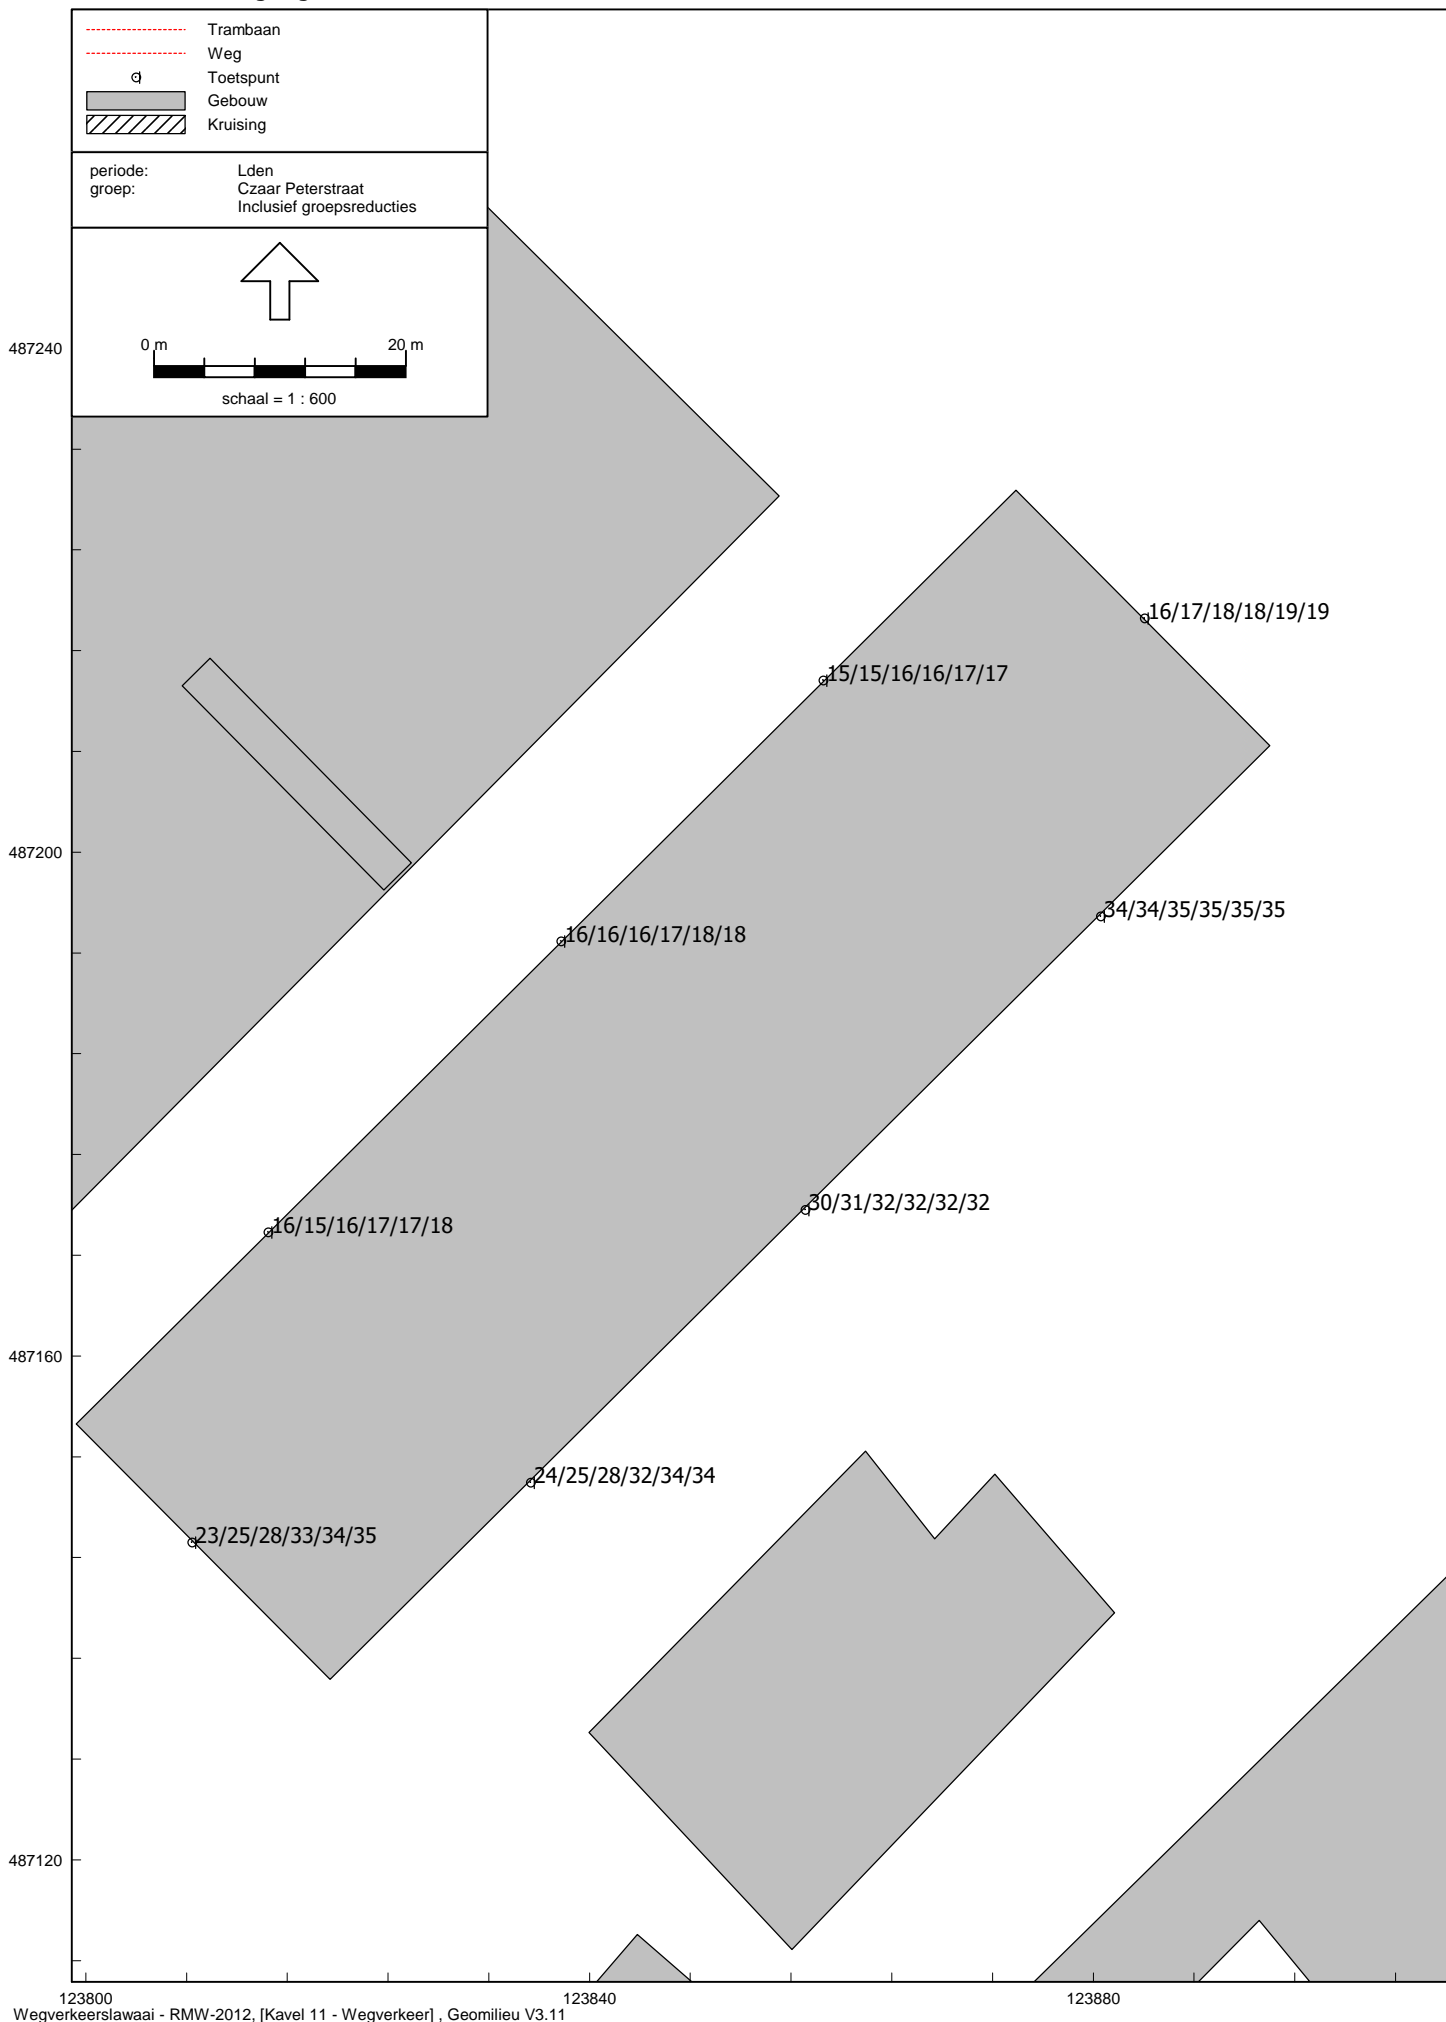 Trambaan
Weg
Toetspunt
Gebouw
Kruising
periode: Lden
groep: Czaar Peterstraat
Inclusief groepsreducties
0 m 20 m
schaal = 1 : 600
487240
16/17/18/18/19/19
15/15/16/16/17/17
487200
34/34/35/35/35/35
16/16/16/17/18/18
30/31/32/32/32/32
16/15/16/17/17/18
487160
24/25/28/32/34/34
23/25/28/33/34/35
487120
123800 123840 123880
Wegverkeerslawaai - RMW-2012, [Kavel 11 - Wegverkeer] , Geomilieu V3.11